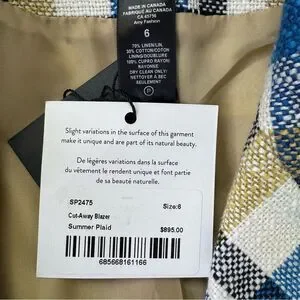 MADE IN CANADA
FABRIQUÉ AU CANADA
CA 45756
Amy Fashion
6
70% LINEN/LIN,
30% COTTON/COTON
LINING/DOUBLURE
100% CUPRO RAYON/
RAYONNE
DRY CLEAN ONLY/
NETTOYER A SEC
SEULEMENT
P
Slight variations in the surface of this garment
make it unique and are part of its natural beauty.
De légères variations dans la surface
du vêtement le rendent unique et font partie
de sa beauté naturelle.
SP2475 Size:6
Cut-Away Blazer
Summer Plaid $895.00
685668161166